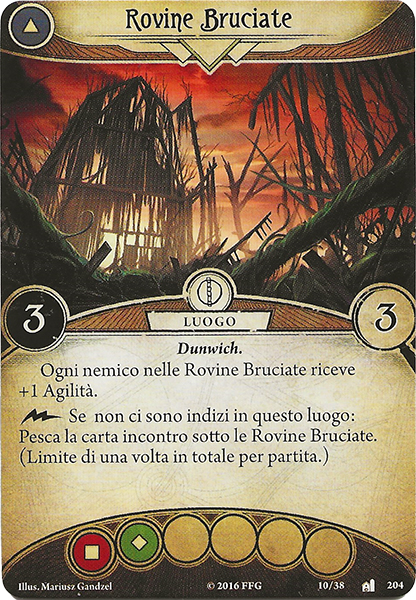 Rovine Bruciate
3
3
LUOGO
Dunwich.
Ogni nemico nelle Rovine Bruciate riceve
+1 Agilità.
Se non ci sono indizi in questo luogo:
Pesca la carta incontro sotto le Rovine Bruciate.
(Limite di una volta in totale per partita.)
Illus. Mariusz Gandzel
© 2016 FFG
10/38
204